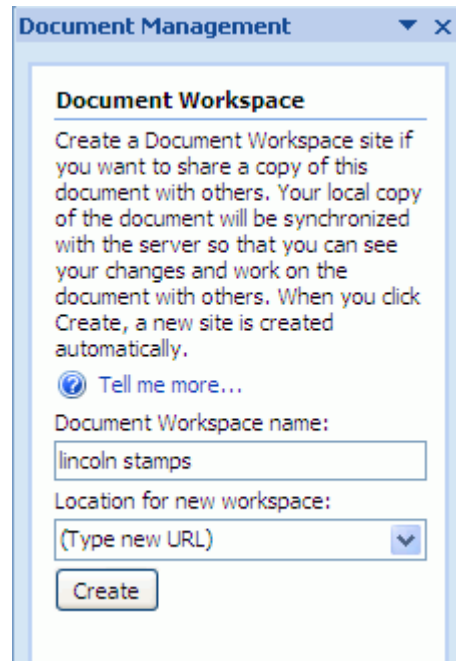 Document Management
Document Workspace
Create a Document Workspace site if
you want to share a copy of this
document with others. Your local copy
of the document will be synchronized
with the server so that you can see
your changes and work on the
document with others. When you click
Create, a new site is created
automatically.
Tell me more...
Document Workspace name:
lincoln stamps
Location for new workspace:
(Type new URL)
Create